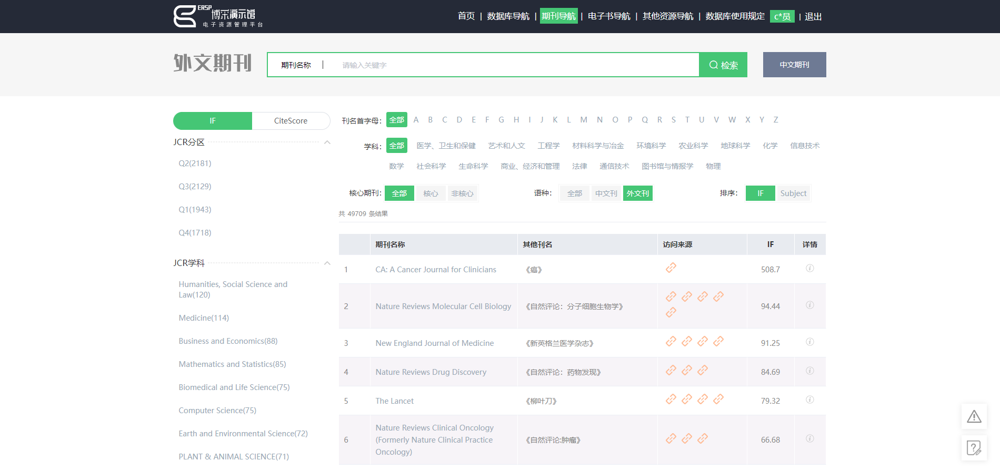 ERSP 博采演示馆
电子资源管理平台
首页 | 数据库导航 | 期刊导航 | 电子书导航 | 其他资源导航 | 数据库使用规定 c*员 | 退出
外文期刊 期刊名称 | 请输入关键字 检索 中文期刊
IF CiteScore
JCR分区
Q2(2181)
Q3(2129)
Q1(1943)
Q4(1718)
JCR学科
Humanities, Social Science and
Law(120)
Medicine(114)
Business and Economics(88)
Mathematics and Statistics(85)
Biomedical and Life Science(75)
Computer Science(75)
Earth and Environmental Science(72)
PLANT & ANIMAL SCIENCE(71)
刊名首字母： 全部 A B C D E F G H I J K L M N O P Q R S T U V W X Y Z
学科： 全部 医学、卫生和保健 艺术和人文 工程学 材料科学与冶金 环境科学 农业科学 地球科学 化学 信息技术
数学 社会科学 生命科学 商业、经济和管理 法律 通信技术 图书馆与情报学 物理
核心期刊： 全部 核心 非核心 语种： 全部 中文刊 外文刊 排序： IF Subject
共 49709 条结果
期刊名称 其他刊名 访问来源 IF 详情
1 CA: A Cancer Journal for Clinicians 《癌》 508.7
2 Nature Reviews Molecular Cell Biology 《自然评论：分子细胞生物学》 94.44
3 New England Journal of Medicine 《新英格兰医学杂志》 91.25
4 Nature Reviews Drug Discovery 《自然评论：药物发现》 84.69
5 The Lancet 《柳叶刀》 79.32
6 Nature Reviews Clinical Oncology
(Formerly Nature Clinical Practice
Oncology) 《自然评论:肿瘤》 66.68